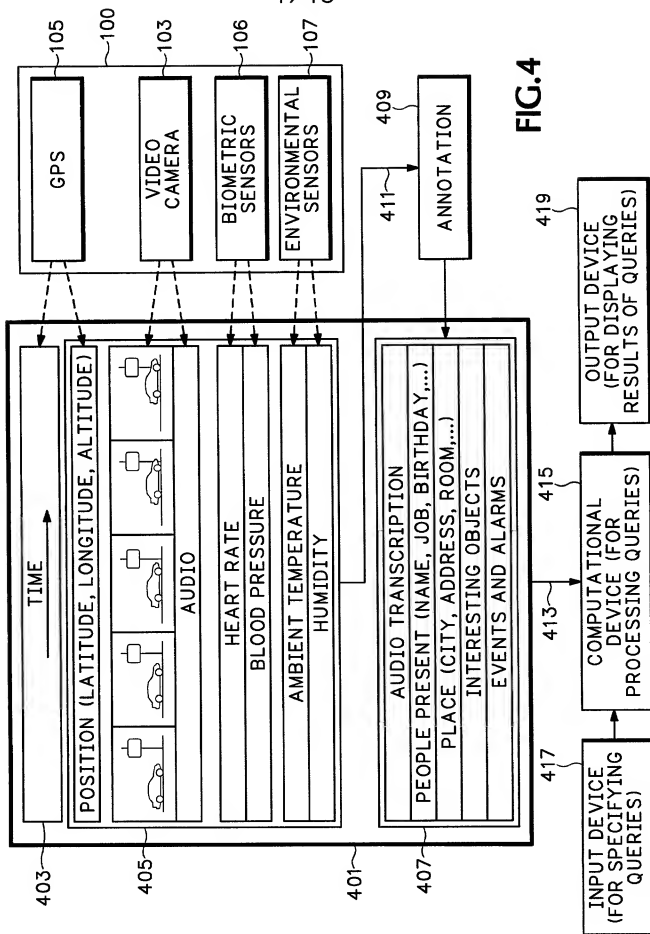 100
105
103
106
107
GPS
VIDEO
CAMERA
BIOMETRIC
SENSORS
ENVIRONMENTAL
SENSORS
TIME
POSITION (LATITUDE, LONGITUDE, ALTITUDE)
AUDIO
HEART RATE
BLOOD PRESSURE
AMBIENT TEMPERATURE
HUMIDITY
403
405
401
407
411
409
ANNOTATION
AUDIO TRANSCRIPTION
PEOPLE PRESENT (NAME, JOB, BIRTHDAY,...)
PLACE (CITY, ADDRESS, ROOM,...)
INTERESTING OBJECTS
EVENTS AND ALARMS
413
417
INPUT DEVICE
(FOR SPECIFYING
QUERIES)
415
COMPUTATIONAL
DEVICE (FOR
PROCESSING QUERIES)
419
OUTPUT DEVICE
(FOR DISPLAYING
RESULTS OF QUERIES)
FIG.4